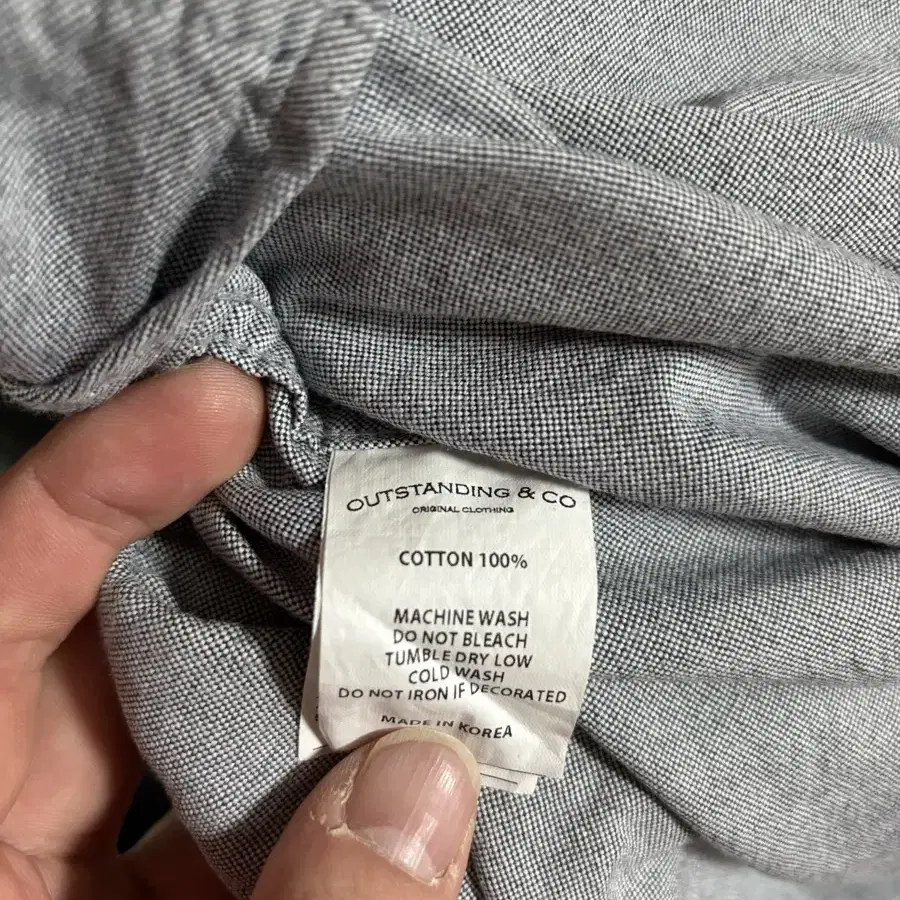 OUTSTANDING & CO
ORIGINAL CLOTHING
COTTON 100%
MACHINE WASH
DO NOT BLEACH
TUMBLE DRY LOW
COLD WASH
DO NOT IRON IF DECORATED
MADE IN KOREA